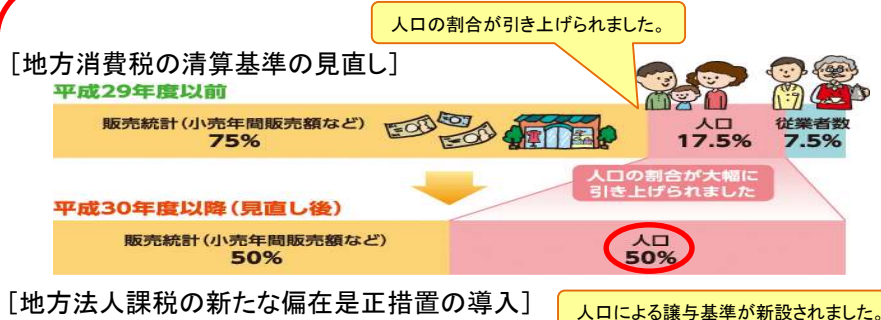 人口の割合が引き上げられました。
[地方消費税の清算基準の見直し]
平成29年度以前
販売統計(小売年間販売額など)
75%
人口
17.5%
従業者数
7.5%
人口の割合が大幅に
引き上げられました
平成30年度以降(見直し後)
販売統計(小売年間販売額など)
50%
人口
50%
[地方法人課税の新たな偏在是正措置の導入]
人口による譲与基準が新設されました。